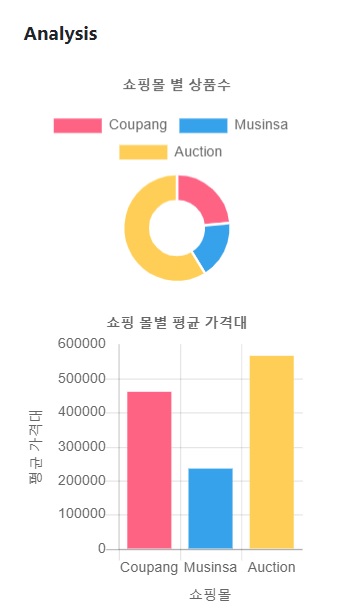 Analysis
쇼핑몰 별 상품수
Coupang Musinsa
Auction
쇼핑 몰별 평균 가격대
600000
500000
400000
300000
200000
100000
0
평균 가격대
Coupang Musinsa Auction
쇼핑몰